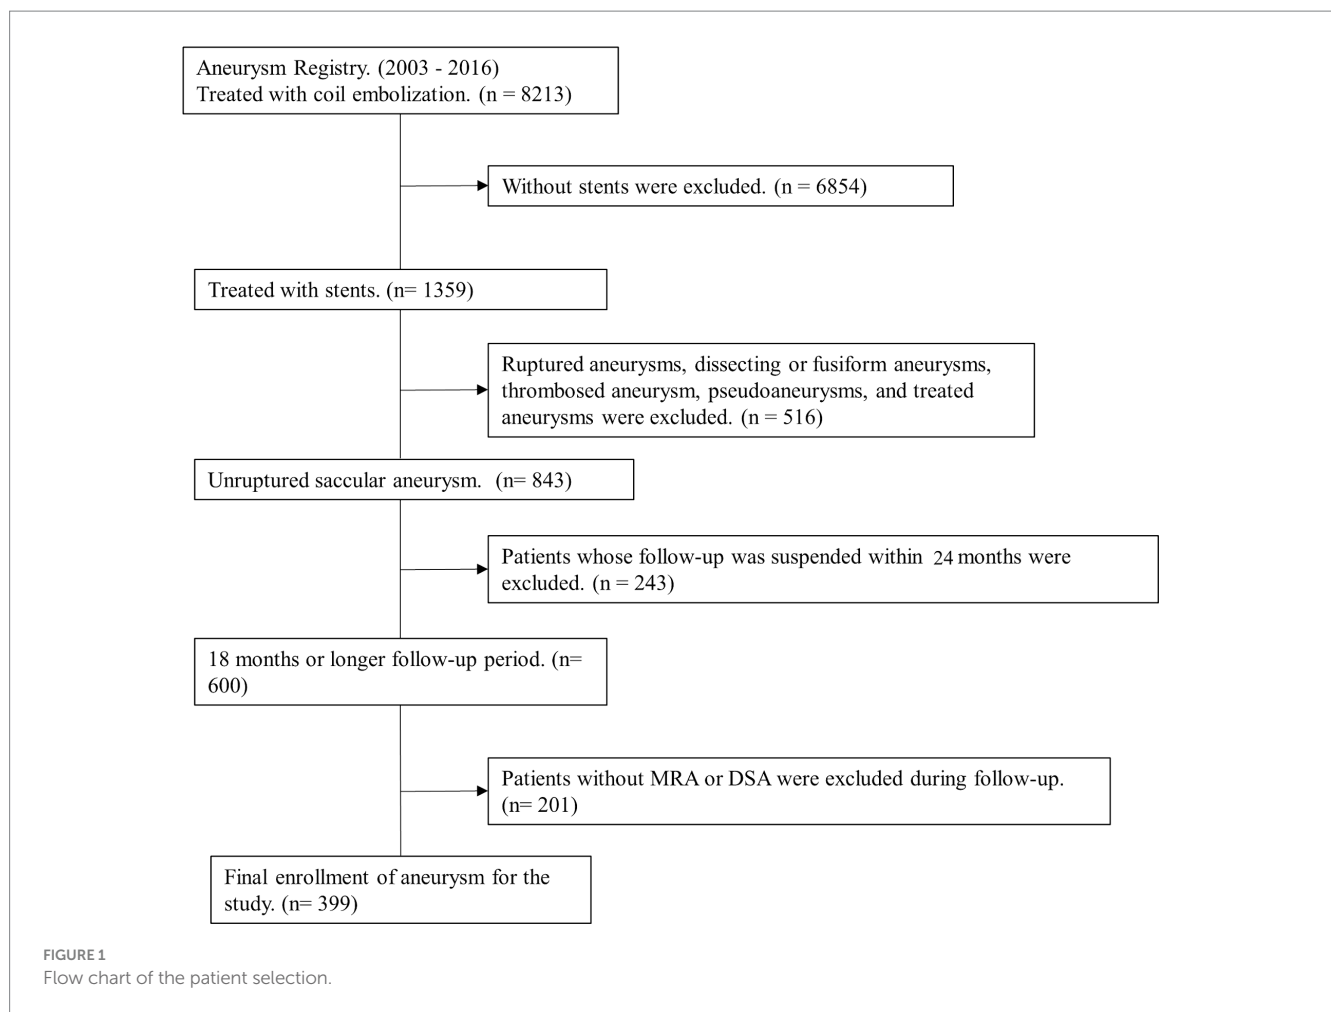 Aneurysm Registry. (2003 - 2016)
Treated with coil embolization. (n = 8213)
Without stents were excluded. (n = 6854)
Treated with stents. (n= 1359)
Ruptured aneurysms, dissecting or fusiform aneurysms,
thrombosed aneurysm, pseudoaneurysms, and treated
aneurysms were excluded. (n = 516)
Unruptured saccular aneurysm. (n= 843)
Patients whose follow-up was suspended within 24 months were
excluded. (n = 243)
18 months or longer follow-up period. (n=
600)
Patients without MRA or DSA were excluded during follow-up.
(n= 201)
Final enrollment of aneurysm for the
study. (n= 399)
FIGURE 1
Flow chart of the patient selection.